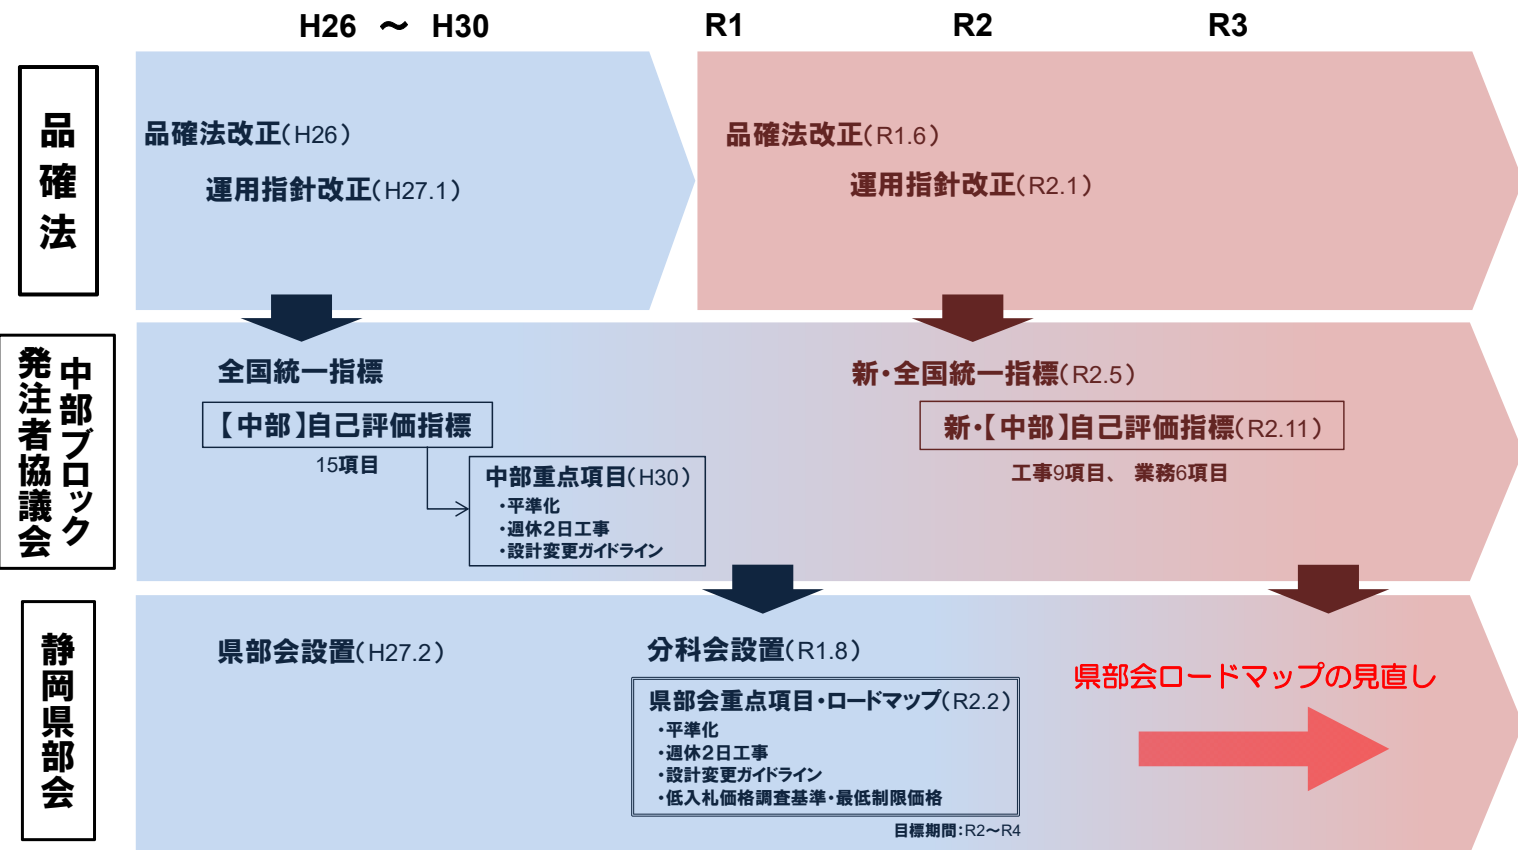 H26 ～ H30
R1
R2
R3
品確法
品確法改正(H26)
運用指針改正(H27.1)
品確法改正(R1.6)
運用指針改正(R2.1)
中部ブロック
発注者協議会
全国統一指標
【中部】自己評価指標
15項目
中部重点項目(H30)
・平準化
・週休2日工事
・設計変更ガイドライン
新・全国統一指標(R2.5)
新・【中部】自己評価指標(R2.11)
工事9項目、 業務6項目
静岡県部会
県部会設置(H27.2)
分科会設置(R1.8)
県部会重点項目・ロードマップ(R2.2)
・平準化
・週休2日工事
・設計変更ガイドライン
・低入札価格調査基準・最低制限価格
目標期間：R2～R4
県部会ロードマップの見直し